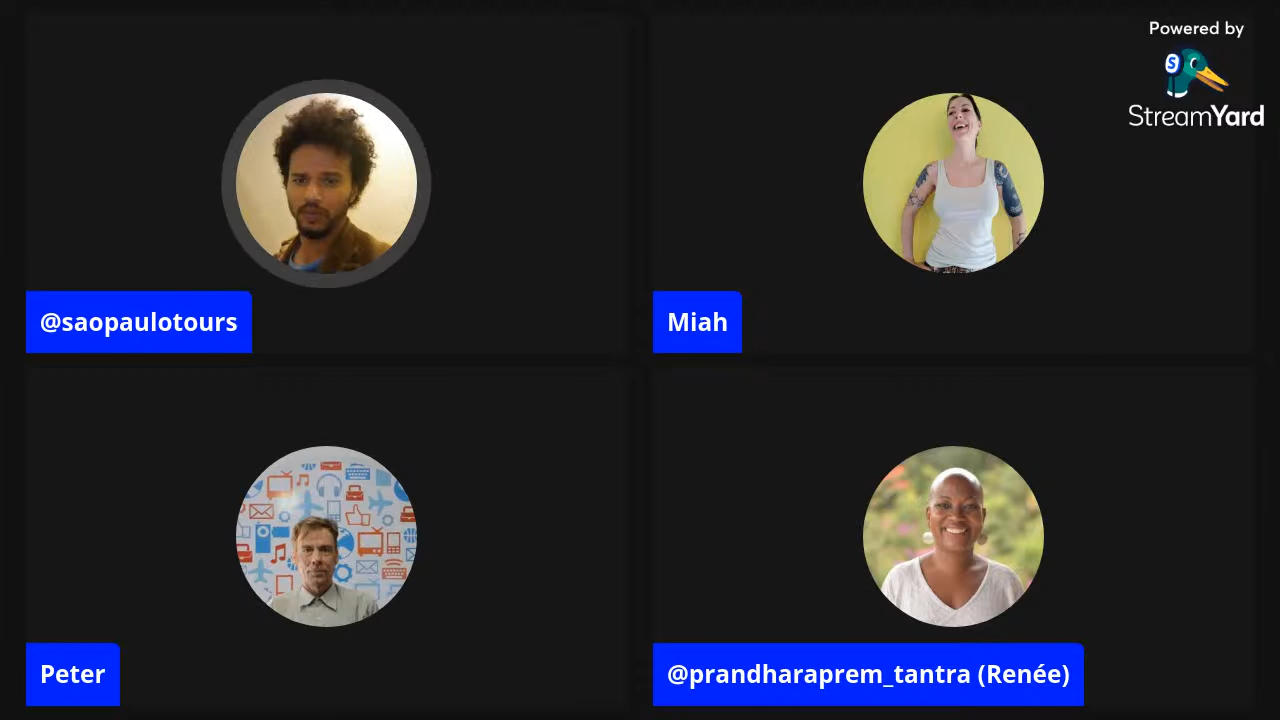 Powered by
S
StreamYard
@saopaulotours
Miah
Peter
@prandharaprem_tantra (Renée)